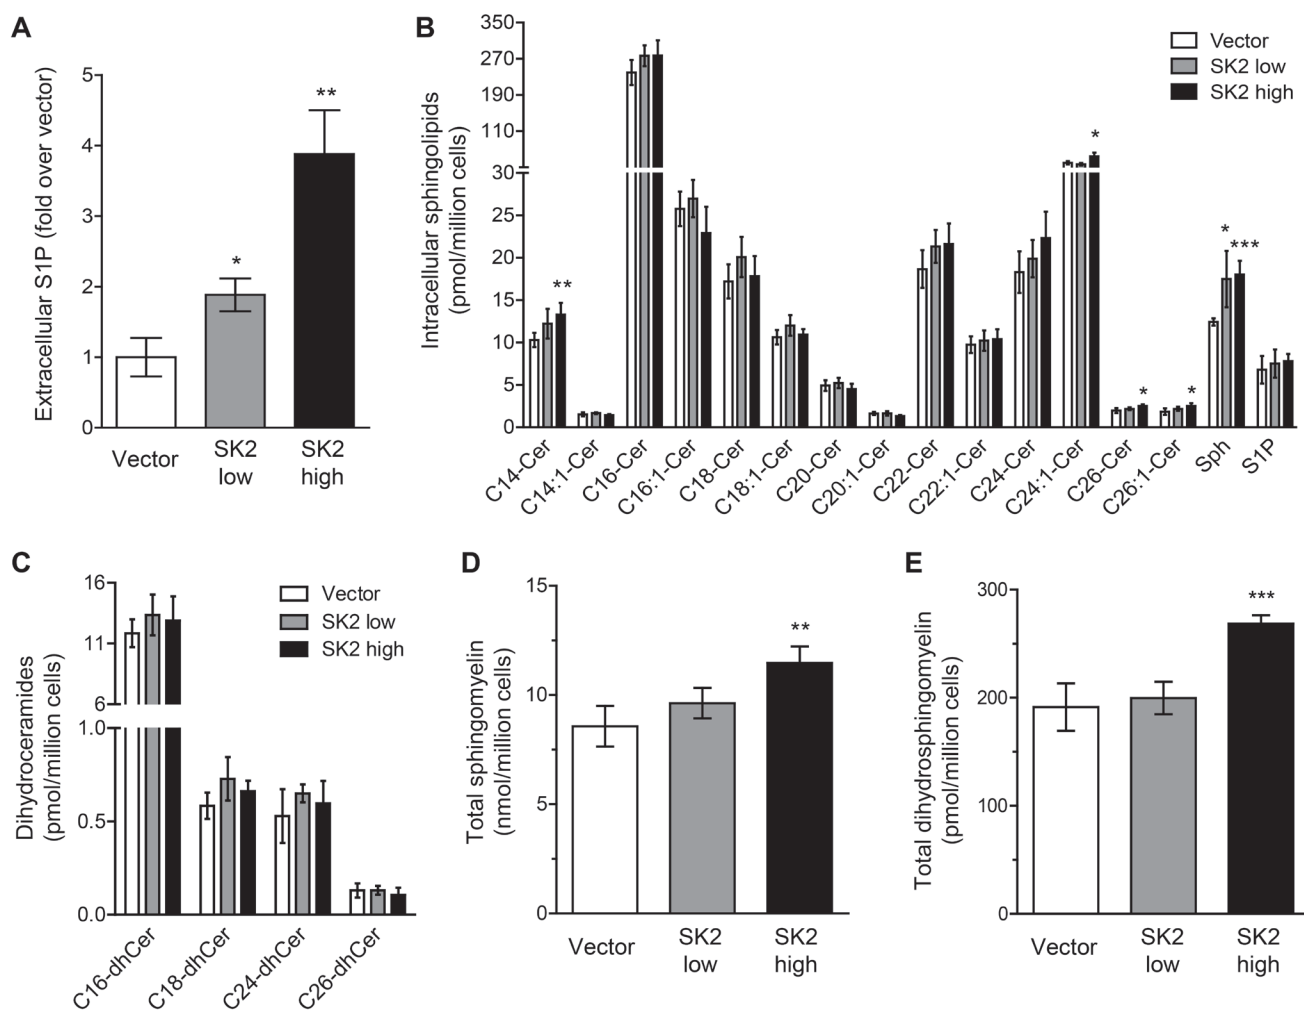 A
Extracellular S1P (fold over vector)
5
4
3
2
1
0
*
**
Vector
SK2
low
SK2
high
B
Intracellular sphingolipids
(pmol/million cells)
350
270
190
110
30
25
20
15
10
5
0
Vector
SK2 low
SK2 high
**
*
*
*
*
***
C14-Cer
C14:1-Cer
C16-Cer
C16:1-Cer
C18-Cer
C18:1-Cer
C20-Cer
C20:1-Cer
C22-Cer
C22:1-Cer
C24-Cer
C24:1-Cer
C26-Cer
C26:1-Cer
Sph
S1P
C
Dihydroceramides
(pmol/million cells)
16
11
6
1.0
0.5
0.0
Vector
SK2 low
SK2 high
C16-dhCer
C18-dhCer
C24-dhCer
C26-dhCer
D
Total sphingomyelin
(nmol/million cells)
15
10
5
0
**
Vector
SK2
low
SK2
high
E
Total dihydrosphingomyelin
(pmol/million cells)
300
200
100
0
***
Vector
SK2
low
SK2
high